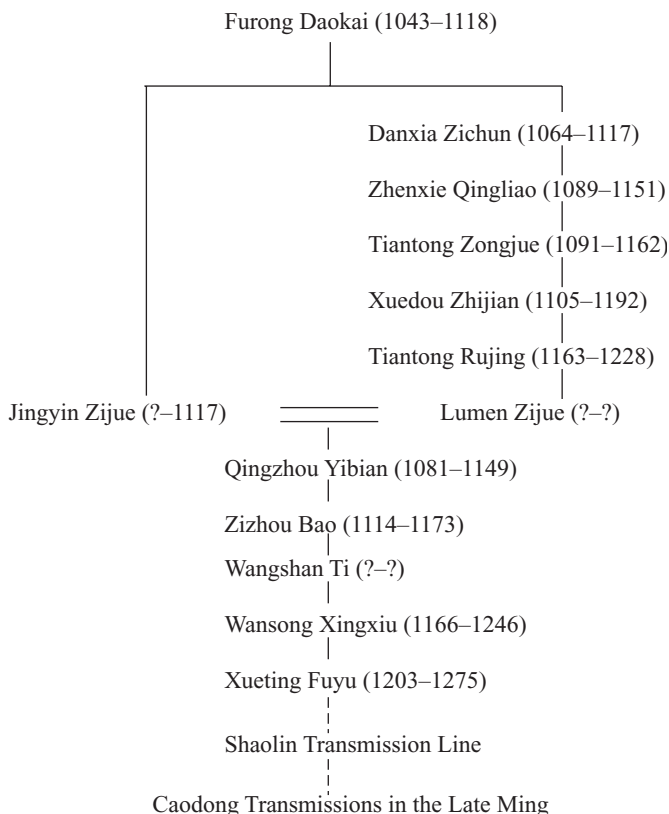 Furong Daokai (1043–1118)
Danxia Zichun (1064–1117)
Zhenxie Qingliao (1089–1151)
Tiantong Zongjue (1091–1162)
Xuedou Zhijian (1105–1192)
Tiantong Rujing (1163–1228)
Jingyin Zijue (?–1117) Lumen Zijue (?–?)
Qingzhou Yibian (1081–1149)
Zizhou Bao (1114–1173)
Wangshan Ti (?–?)
Wansong Xingxiu (1166–1246)
Xueting Fuyu (1203–1275)
Shaolin Transmission Line
Caodong Transmissions in the Late Ming